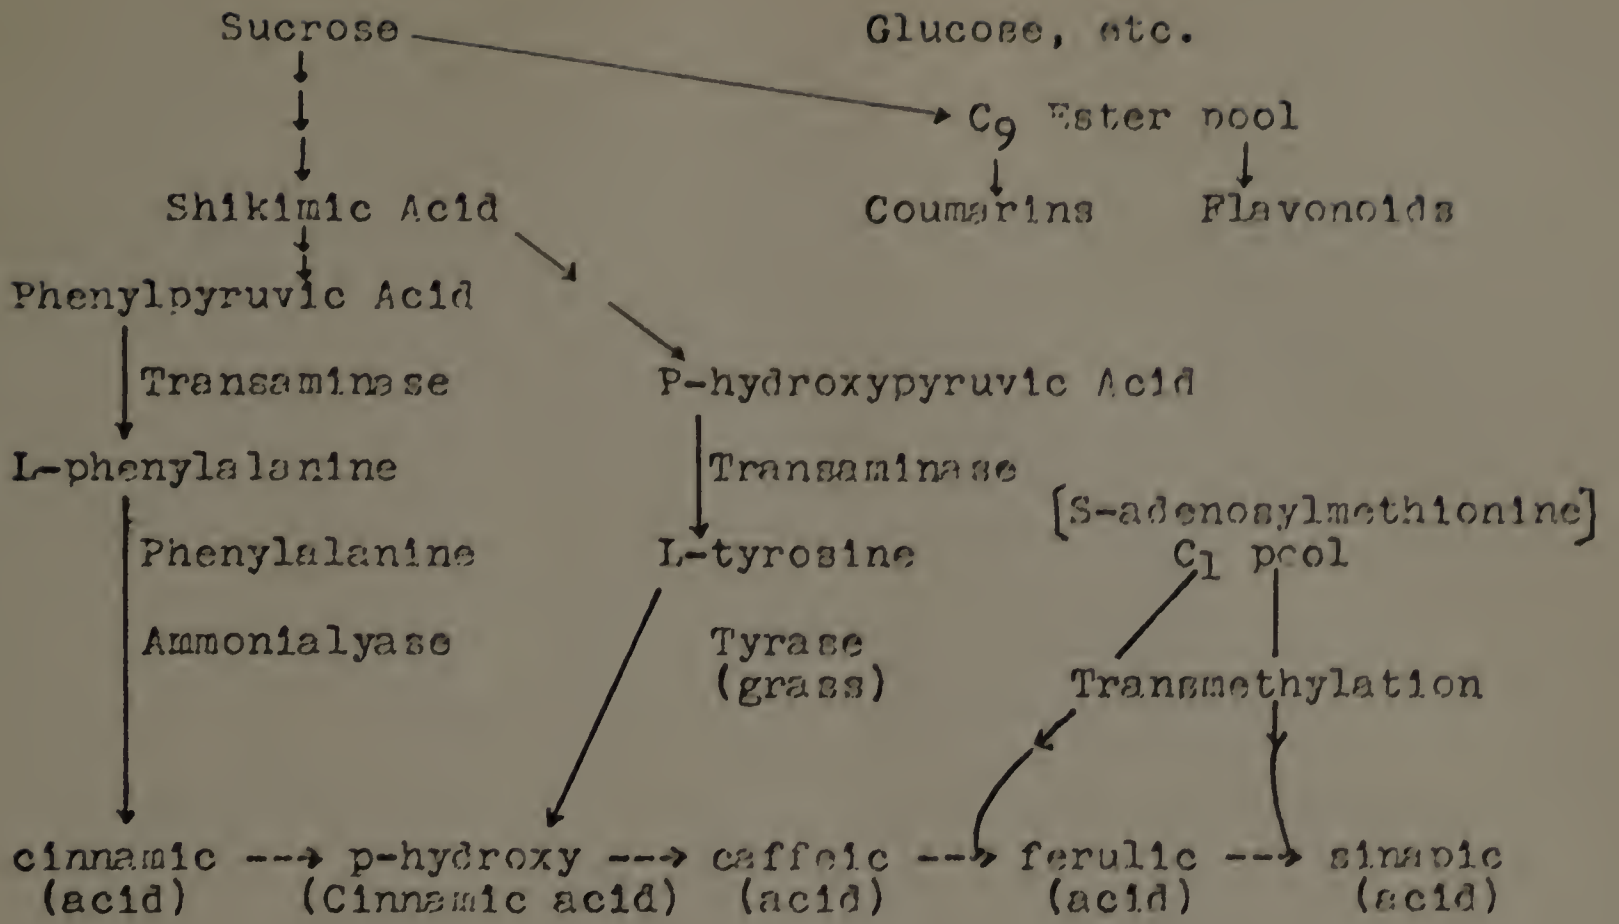 Sucrose Glucose, etc.
C9 Ester pool
Shikimic Acid Coumarins Flavonoids
Phenylpyruvic Acid
Transaminase P-hydroxypyruvic Acid
L-phenylalanine Transaminase
[S-adenosylmethionine]
Phenylalanine L-tyrosine C1 pool
Ammonialyase Tyrase
(grass) Transmethylation
cinnamic ---→ p-hydroxy ---→ caffeic ---→ ferulic ---→ sinapic
(acid) (Cinnamic acid) (acid) (acid) (acid)